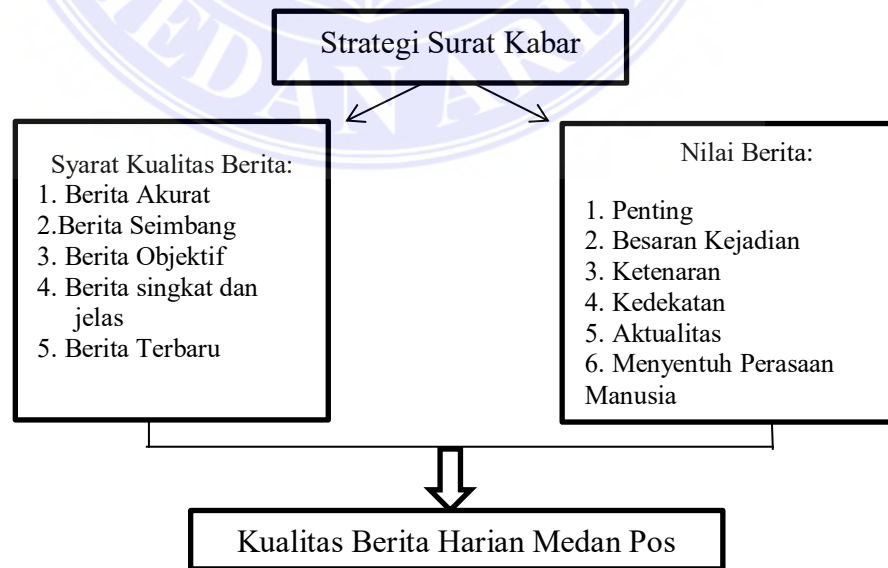 MEDAN ARE
Strategi Surat Kabar
Syarat Kualitas Berita:
1. Berita Akurat
2.Berita Seimbang
3. Berita Objektif
4. Berita singkat dan
jelas
5. Berita Terbaru
Nilai Berita:
1. Penting
2. Besaran Kejadian
3. Ketenaran
4. Kedekatan
5. Aktualitas
6. Menyentuh Perasaan
Manusia
Kualitas Berita Harian Medan Pos